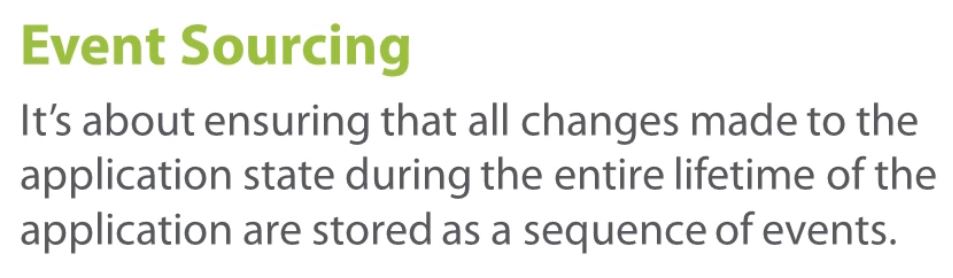 Event Sourcing
It’s about ensuring that all changes made to the
application state during the entire lifetime of the
application are stored as a sequence of events.